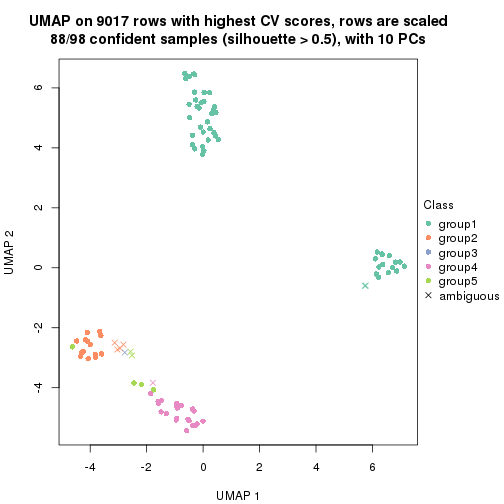 UMAP on 9017 rows with highest CV scores, rows are scaled
88/98 confident samples (silhouette > 0.5), with 10 PCs
6
4
2
0
-2
-4
UMAP 2
-4
-2
0
2
4
6
UMAP 1
Class
group1
group2
group3
group4
group5
ambiguous